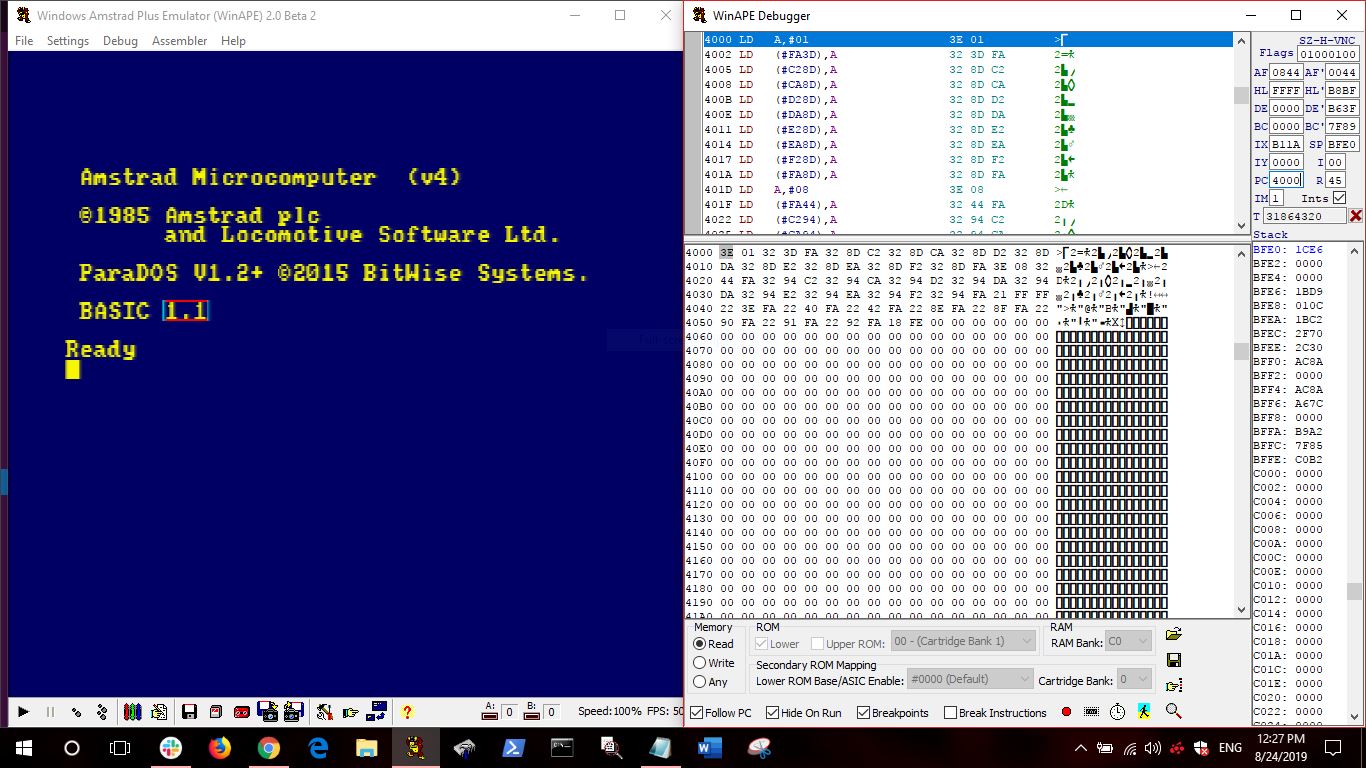 Windows Amstrad Plus Emulator (WinAPE) 2.0 Beta 2
File Settings Debug Assembler Help
Amstrad Microcomputer (v4)
©1985 Amstrad plc
and Locomotive Software Ltd.
ParaDOS V1.2+ ©2015 BitWise Systems.
BASIC 1.1
Ready
A: 0 B: 0 Speed:100% FPS: 50
WinAPE Debugger
4000 LD A,#01 3E 01
4002 LD (#FA3D),A 32 3D FA
4005 LD (#C28D),A 32 8D C2
4008 LD (#CA8D),A 32 8D CA
400B LD (#D28D),A 32 8D D2
400E LD (#DA8D),A 32 8D DA
4011 LD (#E28D),A 32 8D E2
4014 LD (#EA8D),A 32 8D EA
4017 LD (#F28D),A 32 8D F2
401A LD (#FA8D),A 32 8D FA
401D LD A,#08 3E 08
401F LD (#FA44),A 32 44 FA
4022 LD (#C294),A 32 94 C2
4025 LD (#CA94),A 32 94 CA
SZ-H-VNC
Flags 01000100
AF 0844 AF' 0044
HL FFFF HL' B8BF
DE 0000 DE' B63F
BC 0000 BC' 7F89
IX B11A SP BFE0
IY 0000 I 00
PC 4000 R 45
IM 1 Ints
T 31864320
4000 3E 01 32 3D FA 32 8D C2 32 8D CA 32 8D D2 32 8D
4010 DA 32 8D E2 32 8D EA 32 8D F2 32 8D FA 3E 08 32
4020 44 FA 32 94 C2 32 94 CA 32 94 D2 32 94
4030 DA 32 94 E2 32 94 EA 32 94 F2 32 94 FA 21 FF FF
4040 22 3E FA 22 40 FA 22 42 FA 22 8E FA 22 8F FA 22
4050 90 FA 22 91 FA 22 92 FA 18 FE 00 00 00 00 00 00
4060 00 00 00 00 00 00 00 00 00 00 00 00 00 00 00 00
4070 00 00 00 00 00 00 00 00 00 00 00 00 00 00 00 00
4080 00 00 00 00 00 00 00 00 00 00 00 00 00 00 00 00
4090 00 00 00 00 00 00 00 00 00 00 00 00 00 00 00 00
40A0 00 00 00 00 00 00 00 00 00 00 00 00 00 00 00 00
40B0 00 00 00 00 00 00 00 00 00 00 00 00 00 00 00 00
40C0 00 00 00 00 00 00 00 00 00 00 00 00 00 00 00 00
40D0 00 00 00 00 00 00 00 00 00 00 00 00 00 00 00 00
40E0 00 00 00 00 00 00 00 00 00 00 00 00 00 00 00 00
40F0 00 00 00 00 00 00 00 00 00 00 00 00 00 00 00 00
4100 00 00 00 00 00 00 00 00 00 00 00 00 00 00 00 00
4110 00 00 00 00 00 00 00 00 00 00 00 00 00 00 00 00
4120 00 00 00 00 00 00 00 00 00 00 00 00 00 00 00 00
4130 00 00 00 00 00 00 00 00 00 00 00 00 00 00 00 00
4140 00 00 00 00 00 00 00 00 00 00 00 00 00 00 00 00
4150 00 00 00 00 00 00 00 00 00 00 00 00 00 00 00 00
4160 00 00 00 00 00 00 00 00 00 00 00 00 00 00 00 00
4170 00 00 00 00 00 00 00 00 00 00 00 00 00 00 00 00
4180 00 00 00 00 00 00 00 00 00 00 00 00 00 00 00 00
4190 00 00 00 00 00 00 00 00 00 00 00 00 00 00 00 00
Stack
BFE0: 1CE6
BFE2: 0000
BFE4: 0000
BFE6: 1BD9
BFE8: 010C
BFEA: 1BC2
BFEC: 2F70
BFEE: 2C30
BFF0: AC8A
BFF2: 0000
BFF4: AC8A
BFF6: A67C
BFF8: 0000
BFFA: B9A2
BFFC: 7F85
BFFE: C0B2
C000: 0000
C002: 0000
C004: 0000
C006: 0000
C008: 0000
C00A: 0000
C00C: 0000
C00E: 0000
C010: 0000
C012: 0000
C014: 0000
C016: 0000
C018: 0000
C01A: 0000
C01C: 0000
C01E: 0000
C020: 0000
C022: 0000
C024: 0000
Memory
Read
Write
Any
ROM
Lower Upper ROM: 00 - (Cartridge Bank 1)
RAM
RAM Bank: C0
Secondary ROM Mapping
Lower ROM Base/ASIC Enable: #0000 (Default) Cartridge Bank: 0
Follow PC Hide On Run Breakpoints Break Instructions
ENG
12:27 PM
8/24/2019